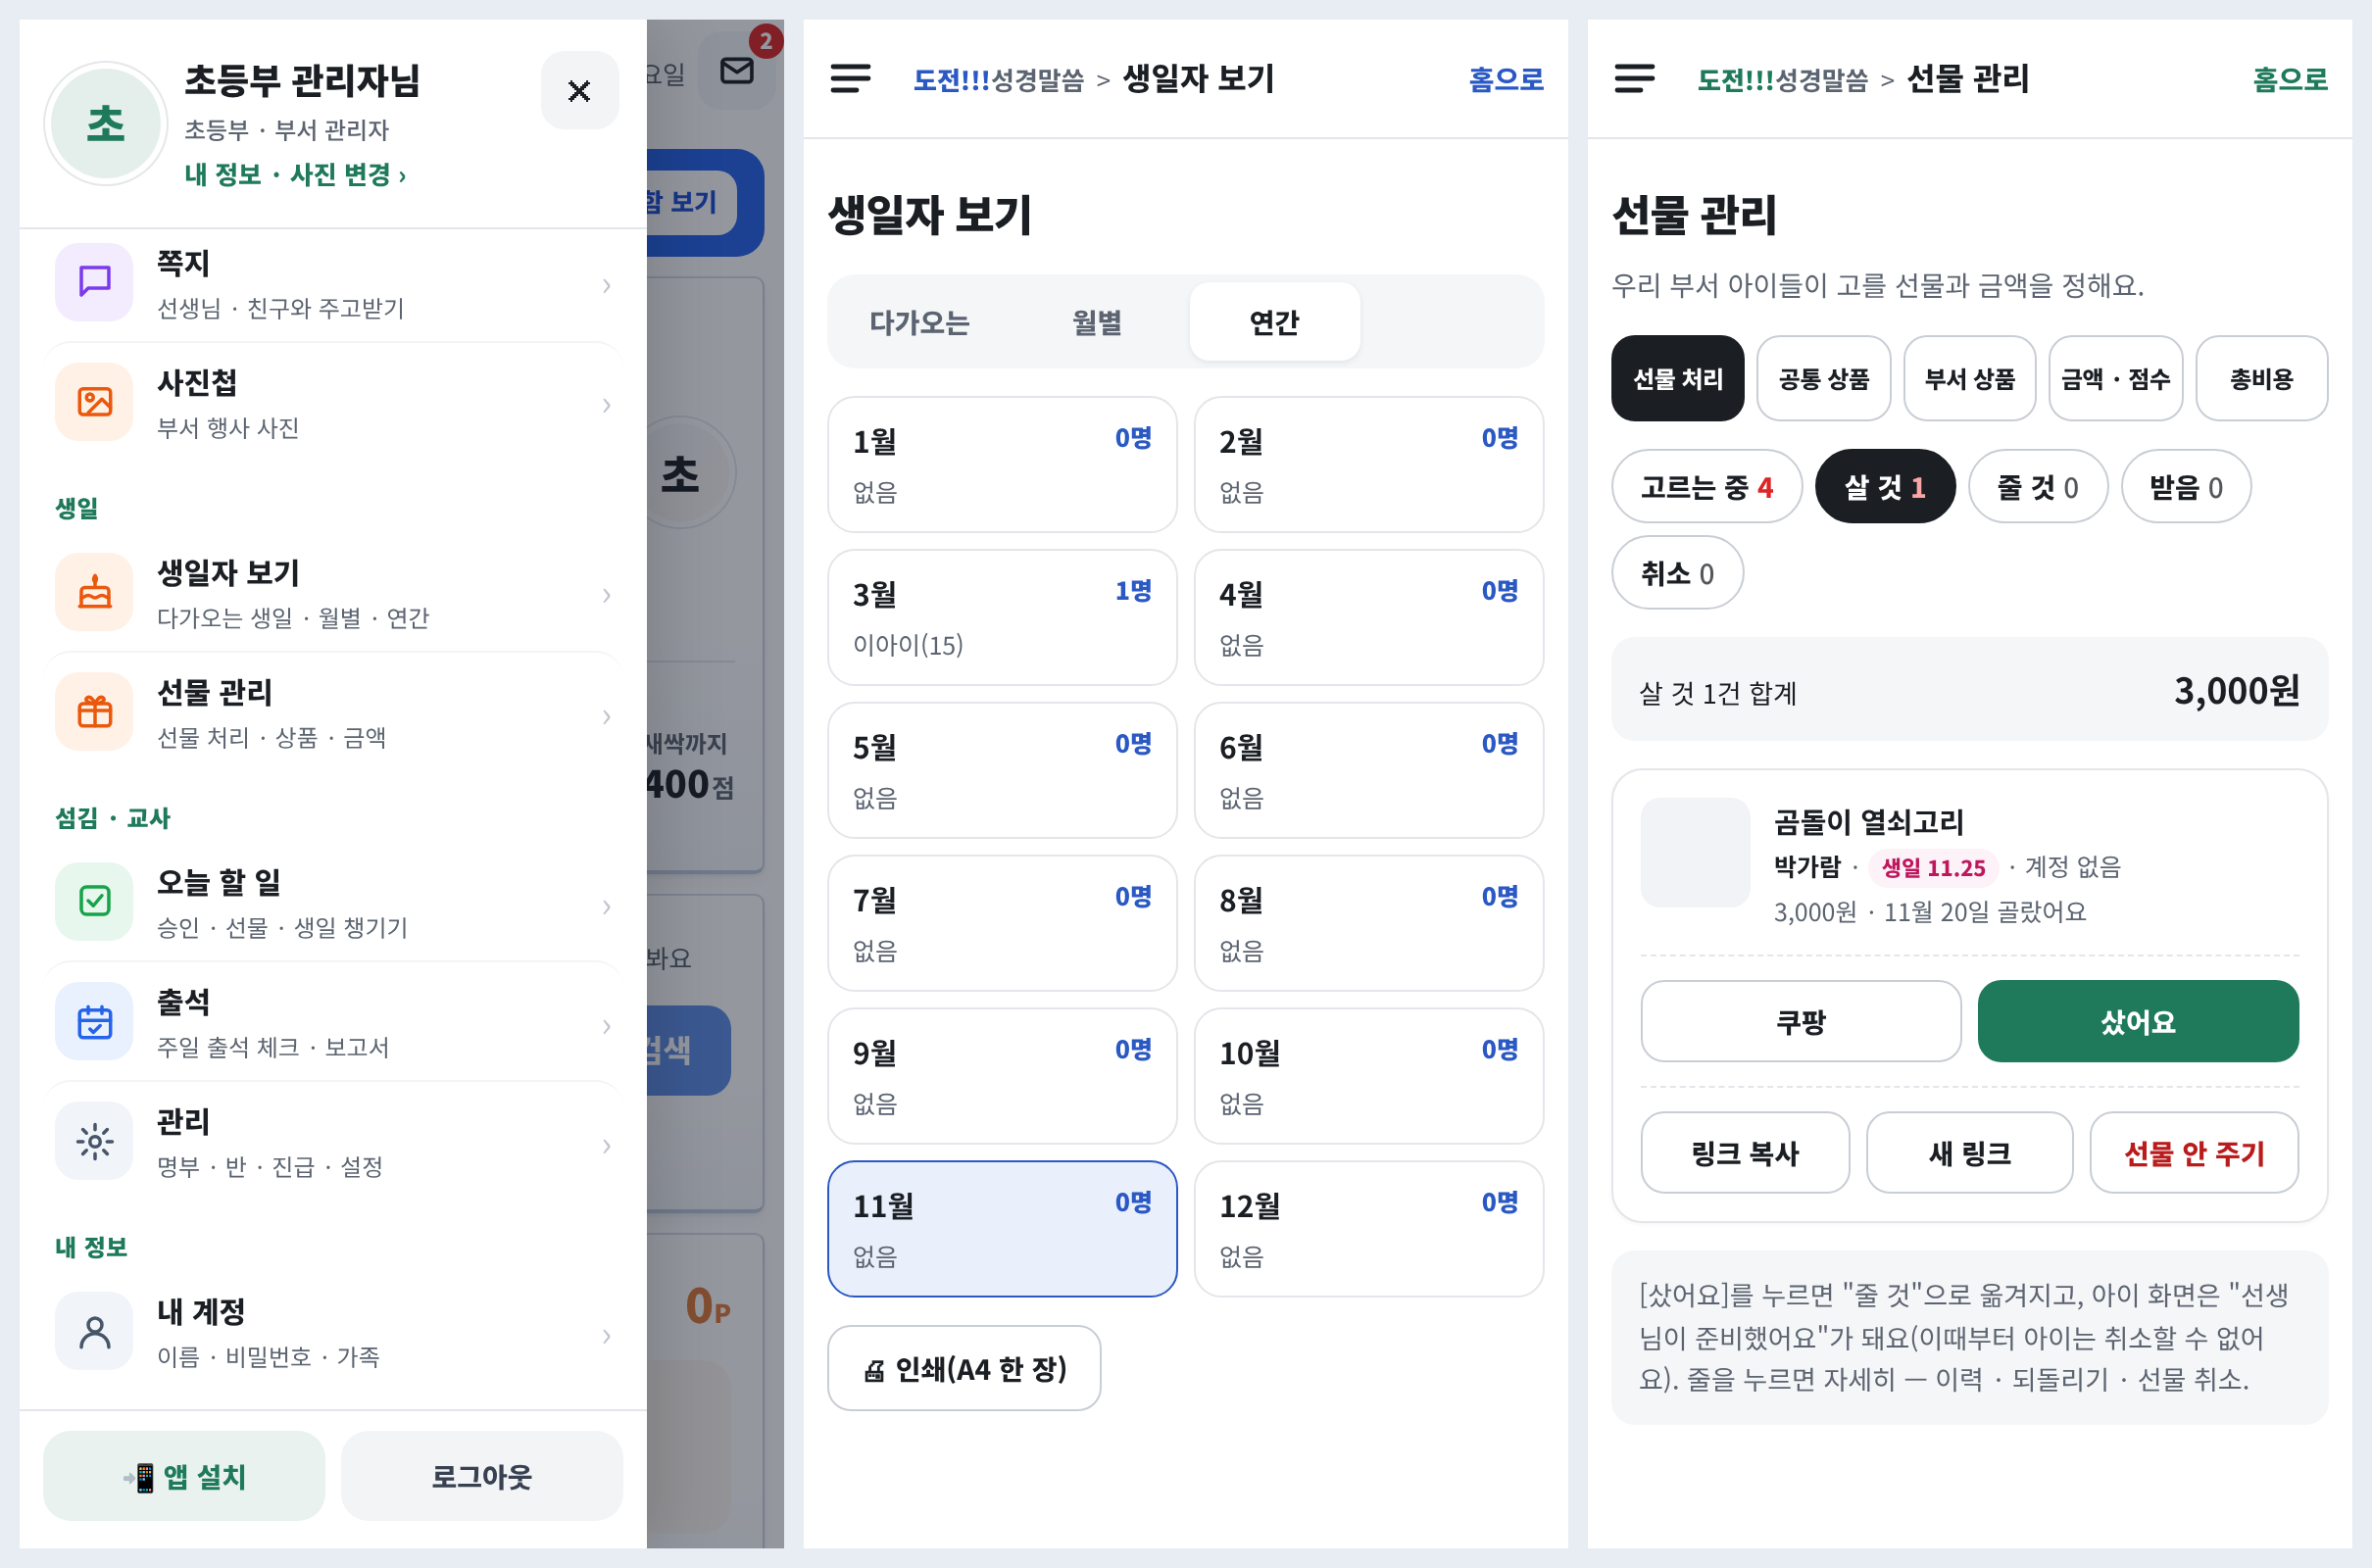 초
초등부 관리자님
초등부 · 부서 관리자
내 정보 · 사진 변경 ›
쪽지
선생님 · 친구와 주고받기
사진첩
부서 행사 사진
생일
생일자 보기
다가오는 생일 · 월별 · 연간
선물 관리
선물 처리 · 상품 · 금액
섬김 · 교사
오늘 할 일
승인 · 선물 · 생일 챙기기
출석
주일 출석 체크 · 보고서
관리
명부 · 반 · 진급 · 설정
내 정보
내 계정
이름 · 비밀번호 · 가족
📲 앱 설치
로그아웃
요일
2
함 보기
초
새싹까지
400점
봐요
검색
0P
도전!!!성경말씀 > 생일자 보기
홈으로
생일자 보기
다가오는 월별 연간
1월 0명
없음
2월 0명
없음
3월 1명
이아이(15)
4월 0명
없음
5월 0명
없음
6월 0명
없음
7월 0명
없음
8월 0명
없음
9월 0명
없음
10월 0명
없음
11월 0명
없음
12월 0명
없음
🖨 인쇄(A4 한 장)
도전!!!성경말씀 > 선물 관리
홈으로
선물 관리
우리 부서 아이들이 고를 선물과 금액을 정해요.
선물 처리 공통 상품 부서 상품 금액 · 점수 총비용
고르는 중 4 살 것 1 줄 것 0 받음 0
취소 0
살 것 1건 합계 3,000원
곰돌이 열쇠고리
박가람 · 생일 11.25 · 계정 없음
3,000원 · 11월 20일 골랐어요
쿠팡 샀어요
링크 복사 새 링크 선물 안 주기
[샀어요]를 누르면 "줄 것"으로 옮겨지고, 아이 화면은 "선생
님이 준비했어요"가 돼요(이때부터 아이는 취소할 수 없어
요). 줄을 누르면 자세히 — 이력 · 되돌리기 · 선물 취소.